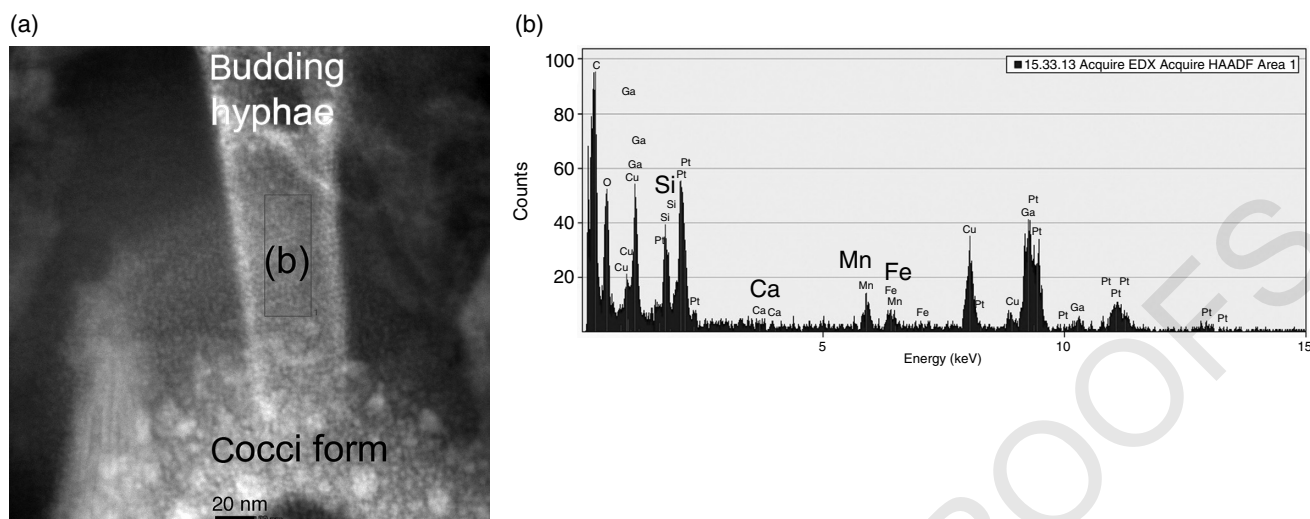 (a)
Budding
hyphae
(b)
Cocci form
20 nm
(b)
15.33.13 Acquire EDX Acquire HAADF Area 1
Counts
100
80
60
40
20
C
O
Cu
Cu
Ga
Ga
Ga
Cu
Pt
Si
Si
Si
Pt
Pt
Pt
Ca
Ca
Ca
Mn
Mn
Fe
Fe
Mn
Fe
Cu
Pt
Cu
Pt
Ga
Pt
Pt
Ga
Pt
Pt
Pt
Pt
Pt
5
10
15
Energy (keV)
PROOFS